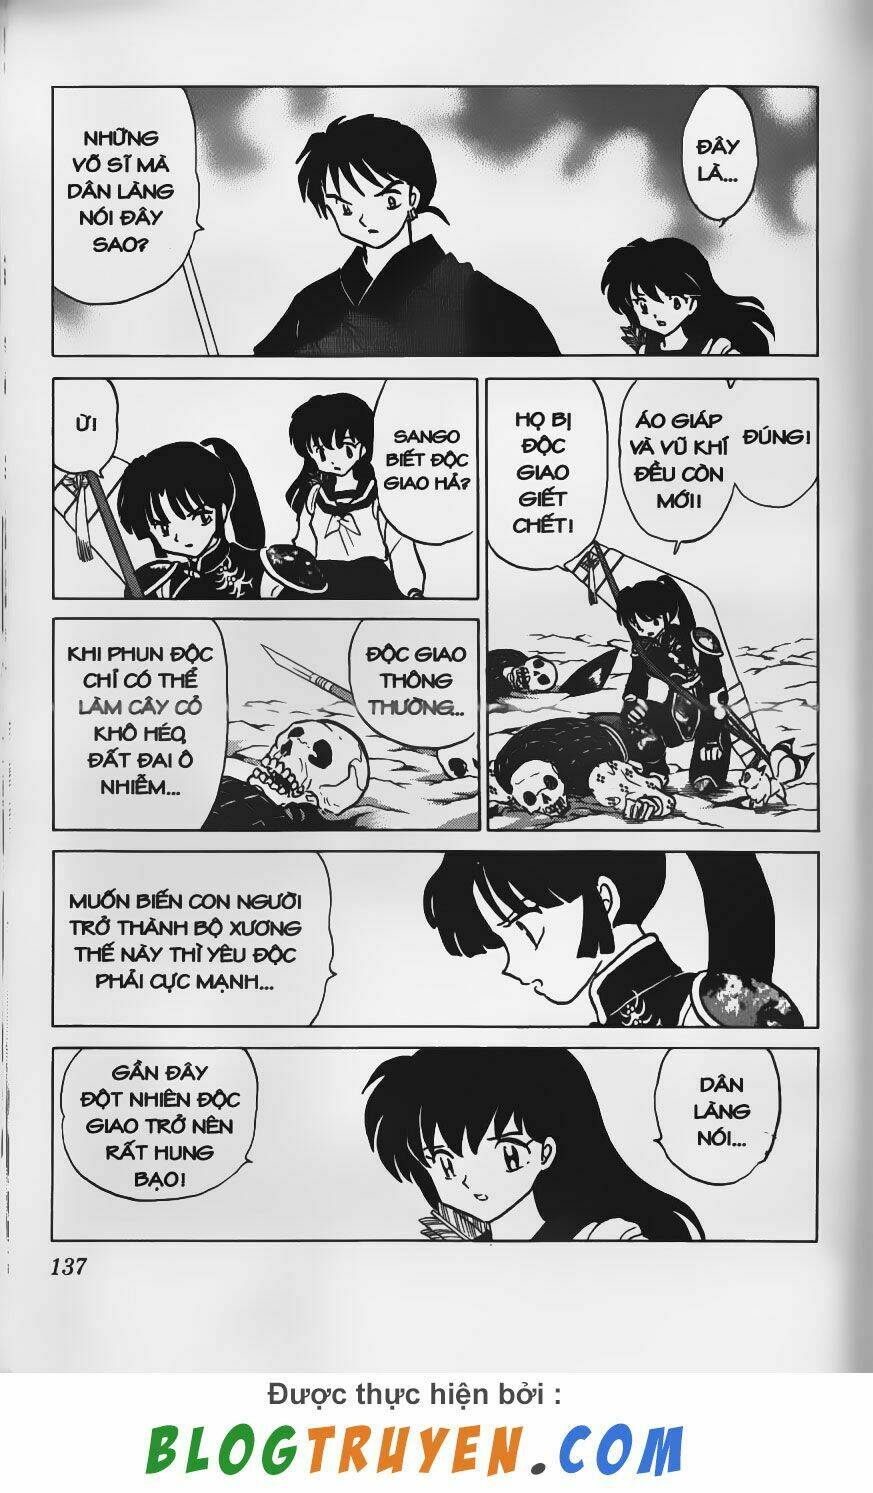 ĐÂY
LÀ...
NHỮNG
VÕ SĨ MÀ
DÂN LÀNG
NÓI ĐÂY
SAO?
ĐÚNG!
ÁO GIÁP
VÀ VŨ KHÍ
ĐỀU CÒN
MỚI!
HỌ BỊ
ĐỘC
GIAO
GIẾT
CHẾT!
SANGO
BIẾT ĐỘC
GIAO HẢ?
Ừ!
ĐỘC GIAO
THÔNG
THƯỜNG...
KHI PHUN ĐỘC
CHỈ CÓ THỂ
LÀM CÂY CỎ
KHÔ HÉO,
ĐẤT ĐAI Ô
NHIỄM...
MUỐN BIẾN CON NGƯỜI
TRỞ THÀNH BỘ XƯƠNG
THẾ NÀY THÌ YÊU ĐỘC
PHẢI CỰC MẠNH...
DÂN
LÀNG
NÓI...
GẦN ĐÂY
ĐỘT NHIÊN ĐỘC
GIAO TRỞ NÊN
RẤT HUNG
BẠO!
137
Được thực hiện bởi :
BLOGTRUYEN.COM